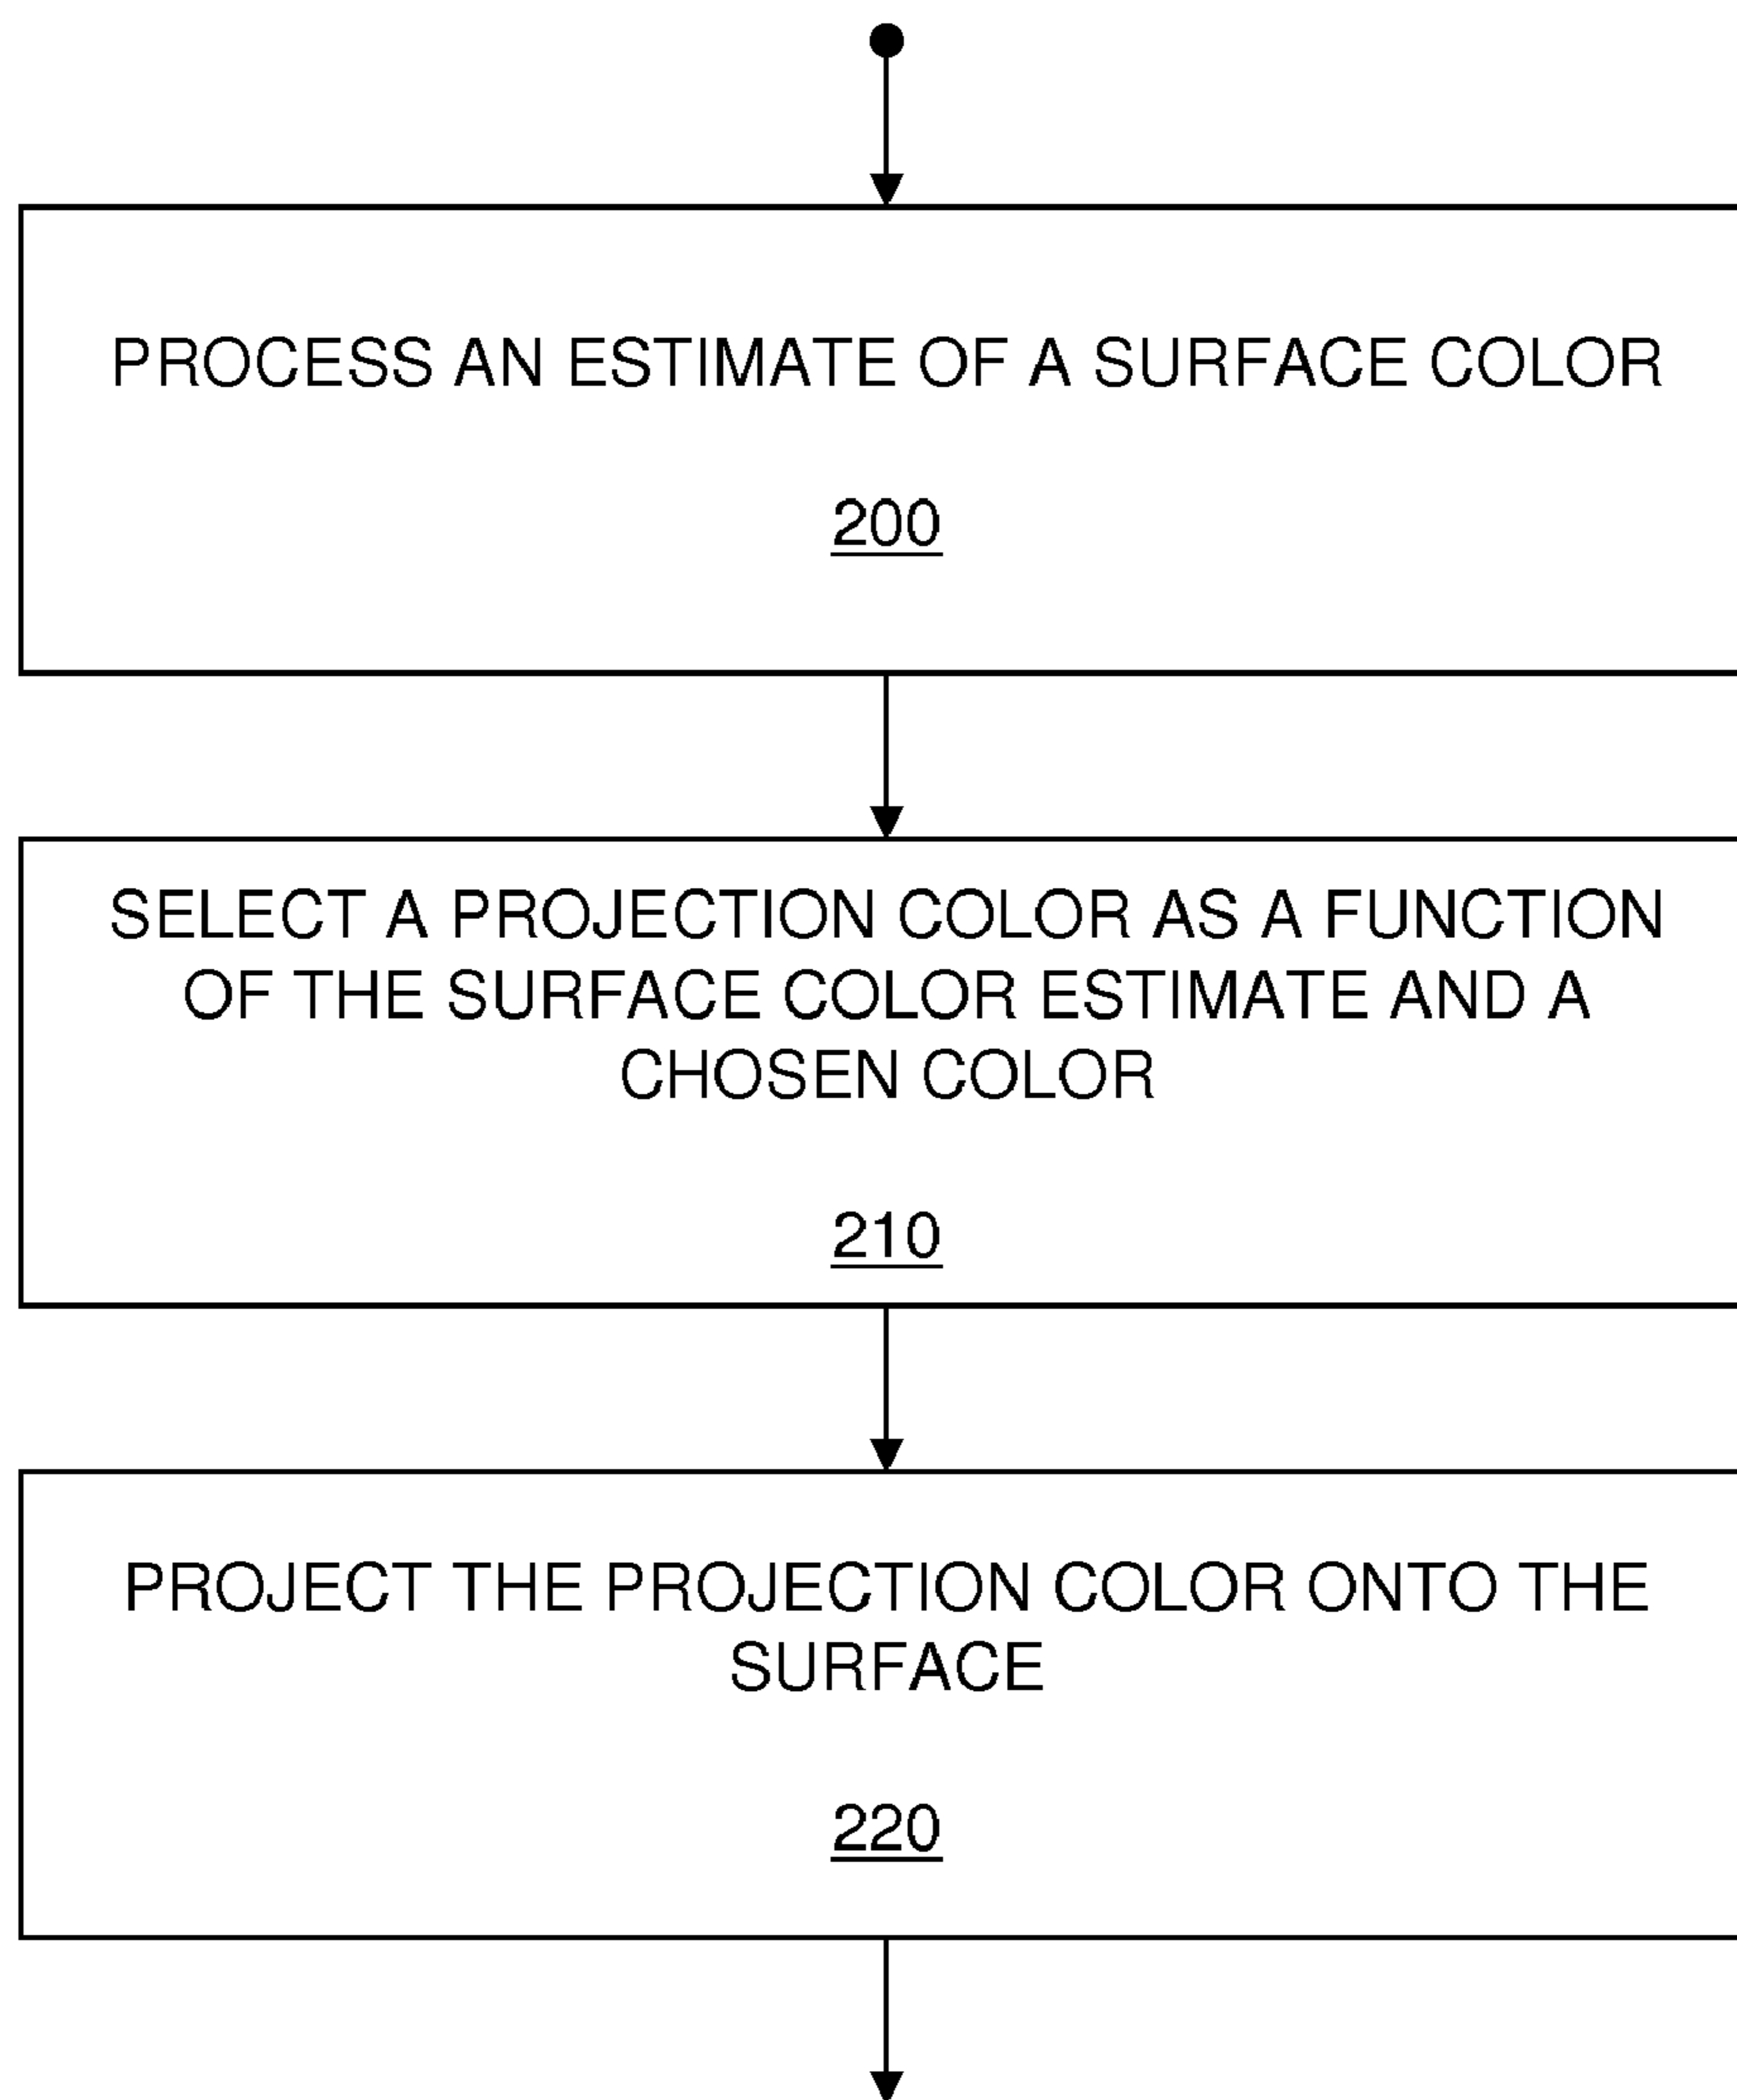 PROCESS AN ESTIMATE OF A SURFACE COLOR
200
SELECT A PROJECTION COLOR AS A FUNCTION
OF THE SURFACE COLOR ESTIMATE AND A
CHOSEN COLOR
210
PROJECT THE PROJECTION COLOR ONTO THE
SURFACE
220